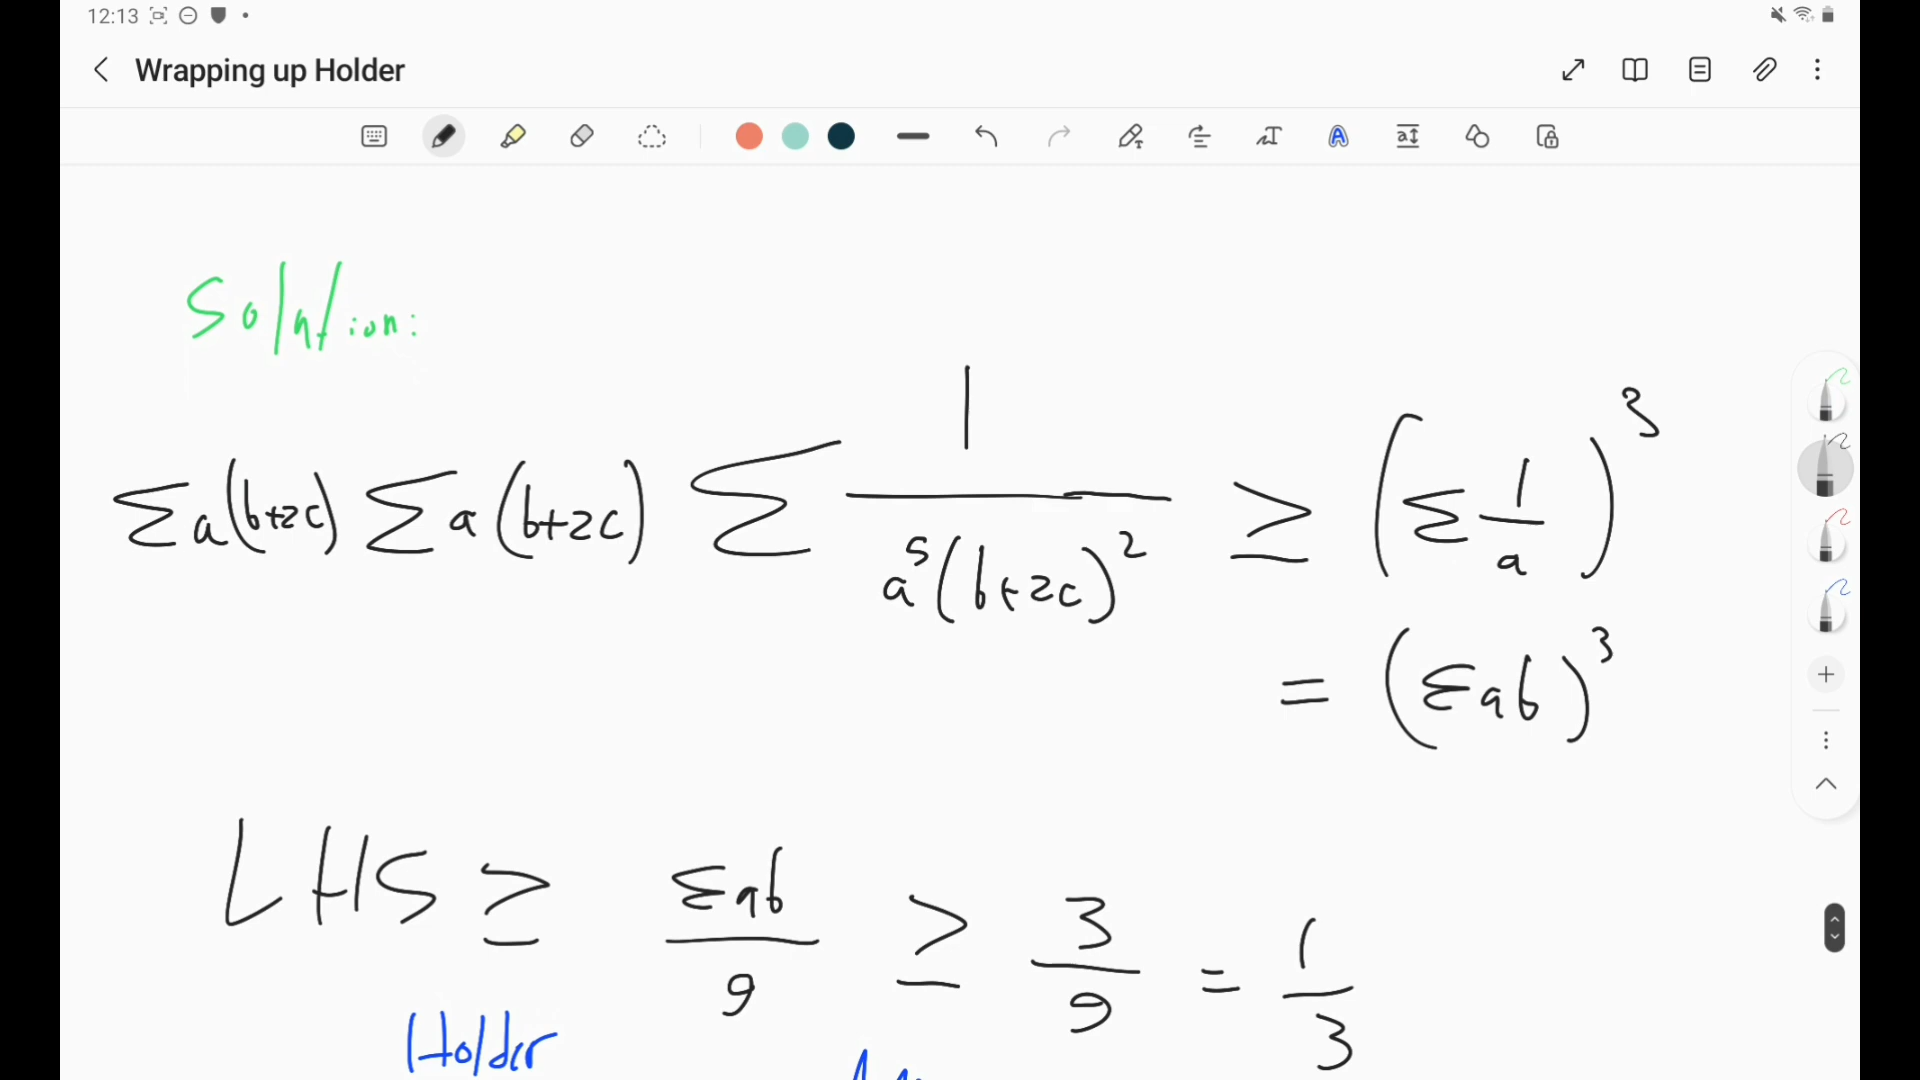 12:13
Wrapping up Holder
Solution:
Σa(b+2c) Σa(b+2c) Σ 1/(a⁵(b+2c)²) ≥ (Σ 1/a)³
= (Σab)³
LHS ≥ Σab/9 ≥ 3/9 = 1/3
Holder